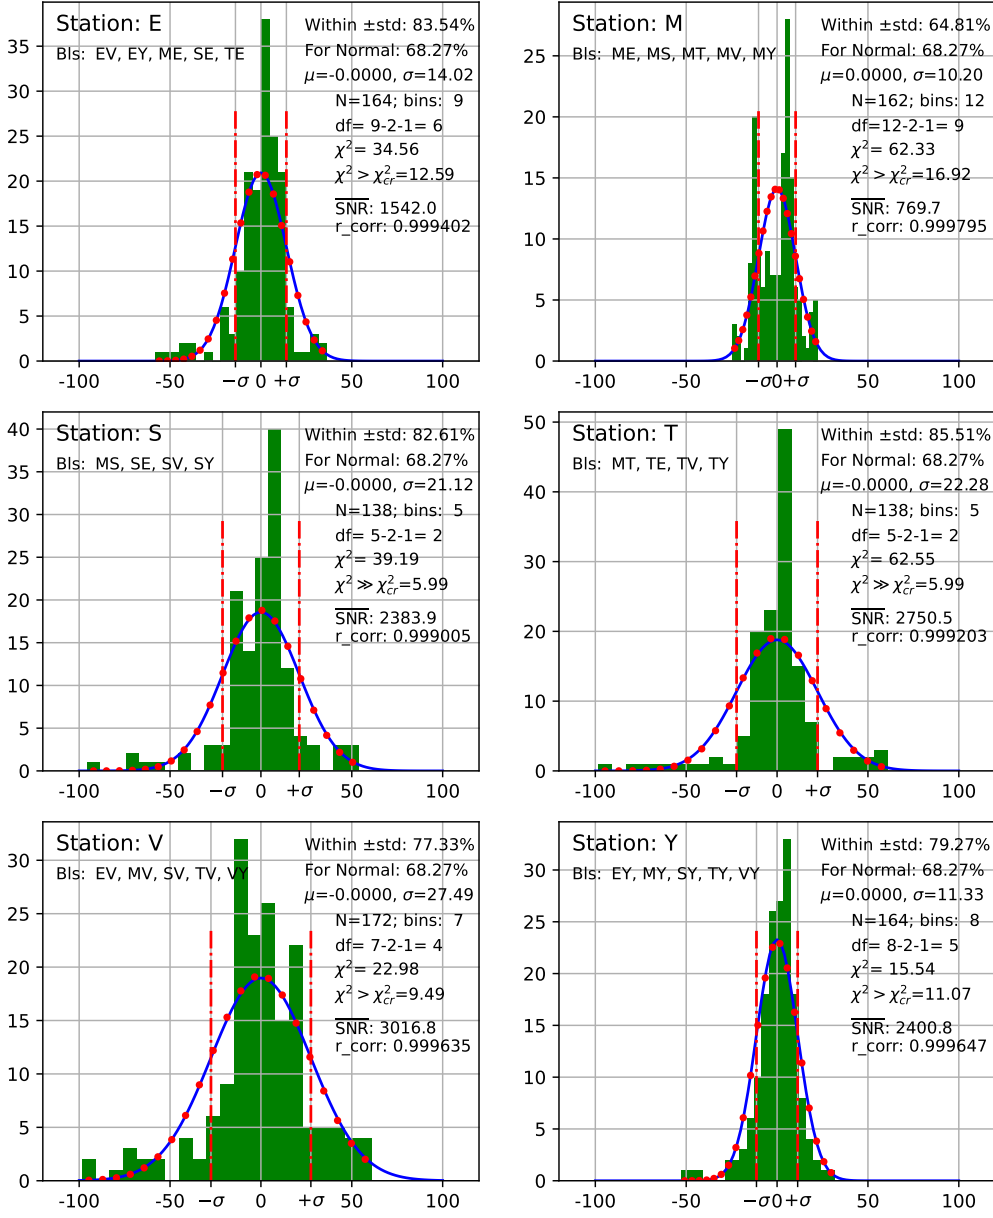 Station: E
Bls: EV, EY, ME, SE, TE
Within ±std: 83.54%
For Normal: 68.27%
μ=-0.0000, σ=14.02
N=164; bins: 9
df= 9-2-1= 6
χ²= 34.56
χ² > χ²cr=12.59
SNR: 1542.0
r_corr: 0.999402
35
30
25
20
15
10
5
0
-100 -50 −σ 0 +σ 50 100
Station: M
Bls: ME, MS, MT, MV, MY
Within ±std: 64.81%
For Normal: 68.27%
μ=0.0000, σ=10.20
N=162; bins: 12
df=12-2-1= 9
χ²= 62.33
χ² > χ²cr=16.92
SNR: 769.7
r_corr: 0.999795
25
20
15
10
5
0
-100 -50 −σ 0 +σ 50 100
Station: S
Bls: MS, SE, SV, SY
Within ±std: 82.61%
For Normal: 68.27%
μ=-0.0000, σ=21.12
N=138; bins: 5
df= 5-2-1= 2
χ²= 39.19
χ² ≫ χ²cr=5.99
SNR: 2383.9
r_corr: 0.999005
40
35
30
25
20
15
10
5
0
-100 -50 −σ 0 +σ 50 100
Station: T
Bls: MT, TE, TV, TY
Within ±std: 85.51%
For Normal: 68.27%
μ=-0.0000, σ=22.28
N=138; bins: 5
df= 5-2-1= 2
χ²= 62.55
χ² ≫ χ²cr=5.99
SNR: 2750.5
r_corr: 0.999203
50
40
30
20
10
0
-100 -50 −σ 0 +σ 50 100
Station: V
Bls: EV, MV, SV, TV, VY
Within ±std: 77.33%
For Normal: 68.27%
μ=-0.0000, σ=27.49
N=172; bins: 7
df= 7-2-1= 4
χ²= 22.98
χ² > χ²cr=9.49
SNR: 3016.8
r_corr: 0.999635
30
25
20
15
10
5
0
-100 -50 −σ 0 +σ 50 100
Station: Y
Bls: EY, MY, SY, TY, VY
Within ±std: 79.27%
For Normal: 68.27%
μ=0.0000, σ=11.33
N=164; bins: 8
df= 8-2-1= 5
χ²= 15.54
χ² > χ²cr=11.07
SNR: 2400.8
r_corr: 0.999647
30
25
20
15
10
5
0
-100 -50 −σ 0 +σ 50 100